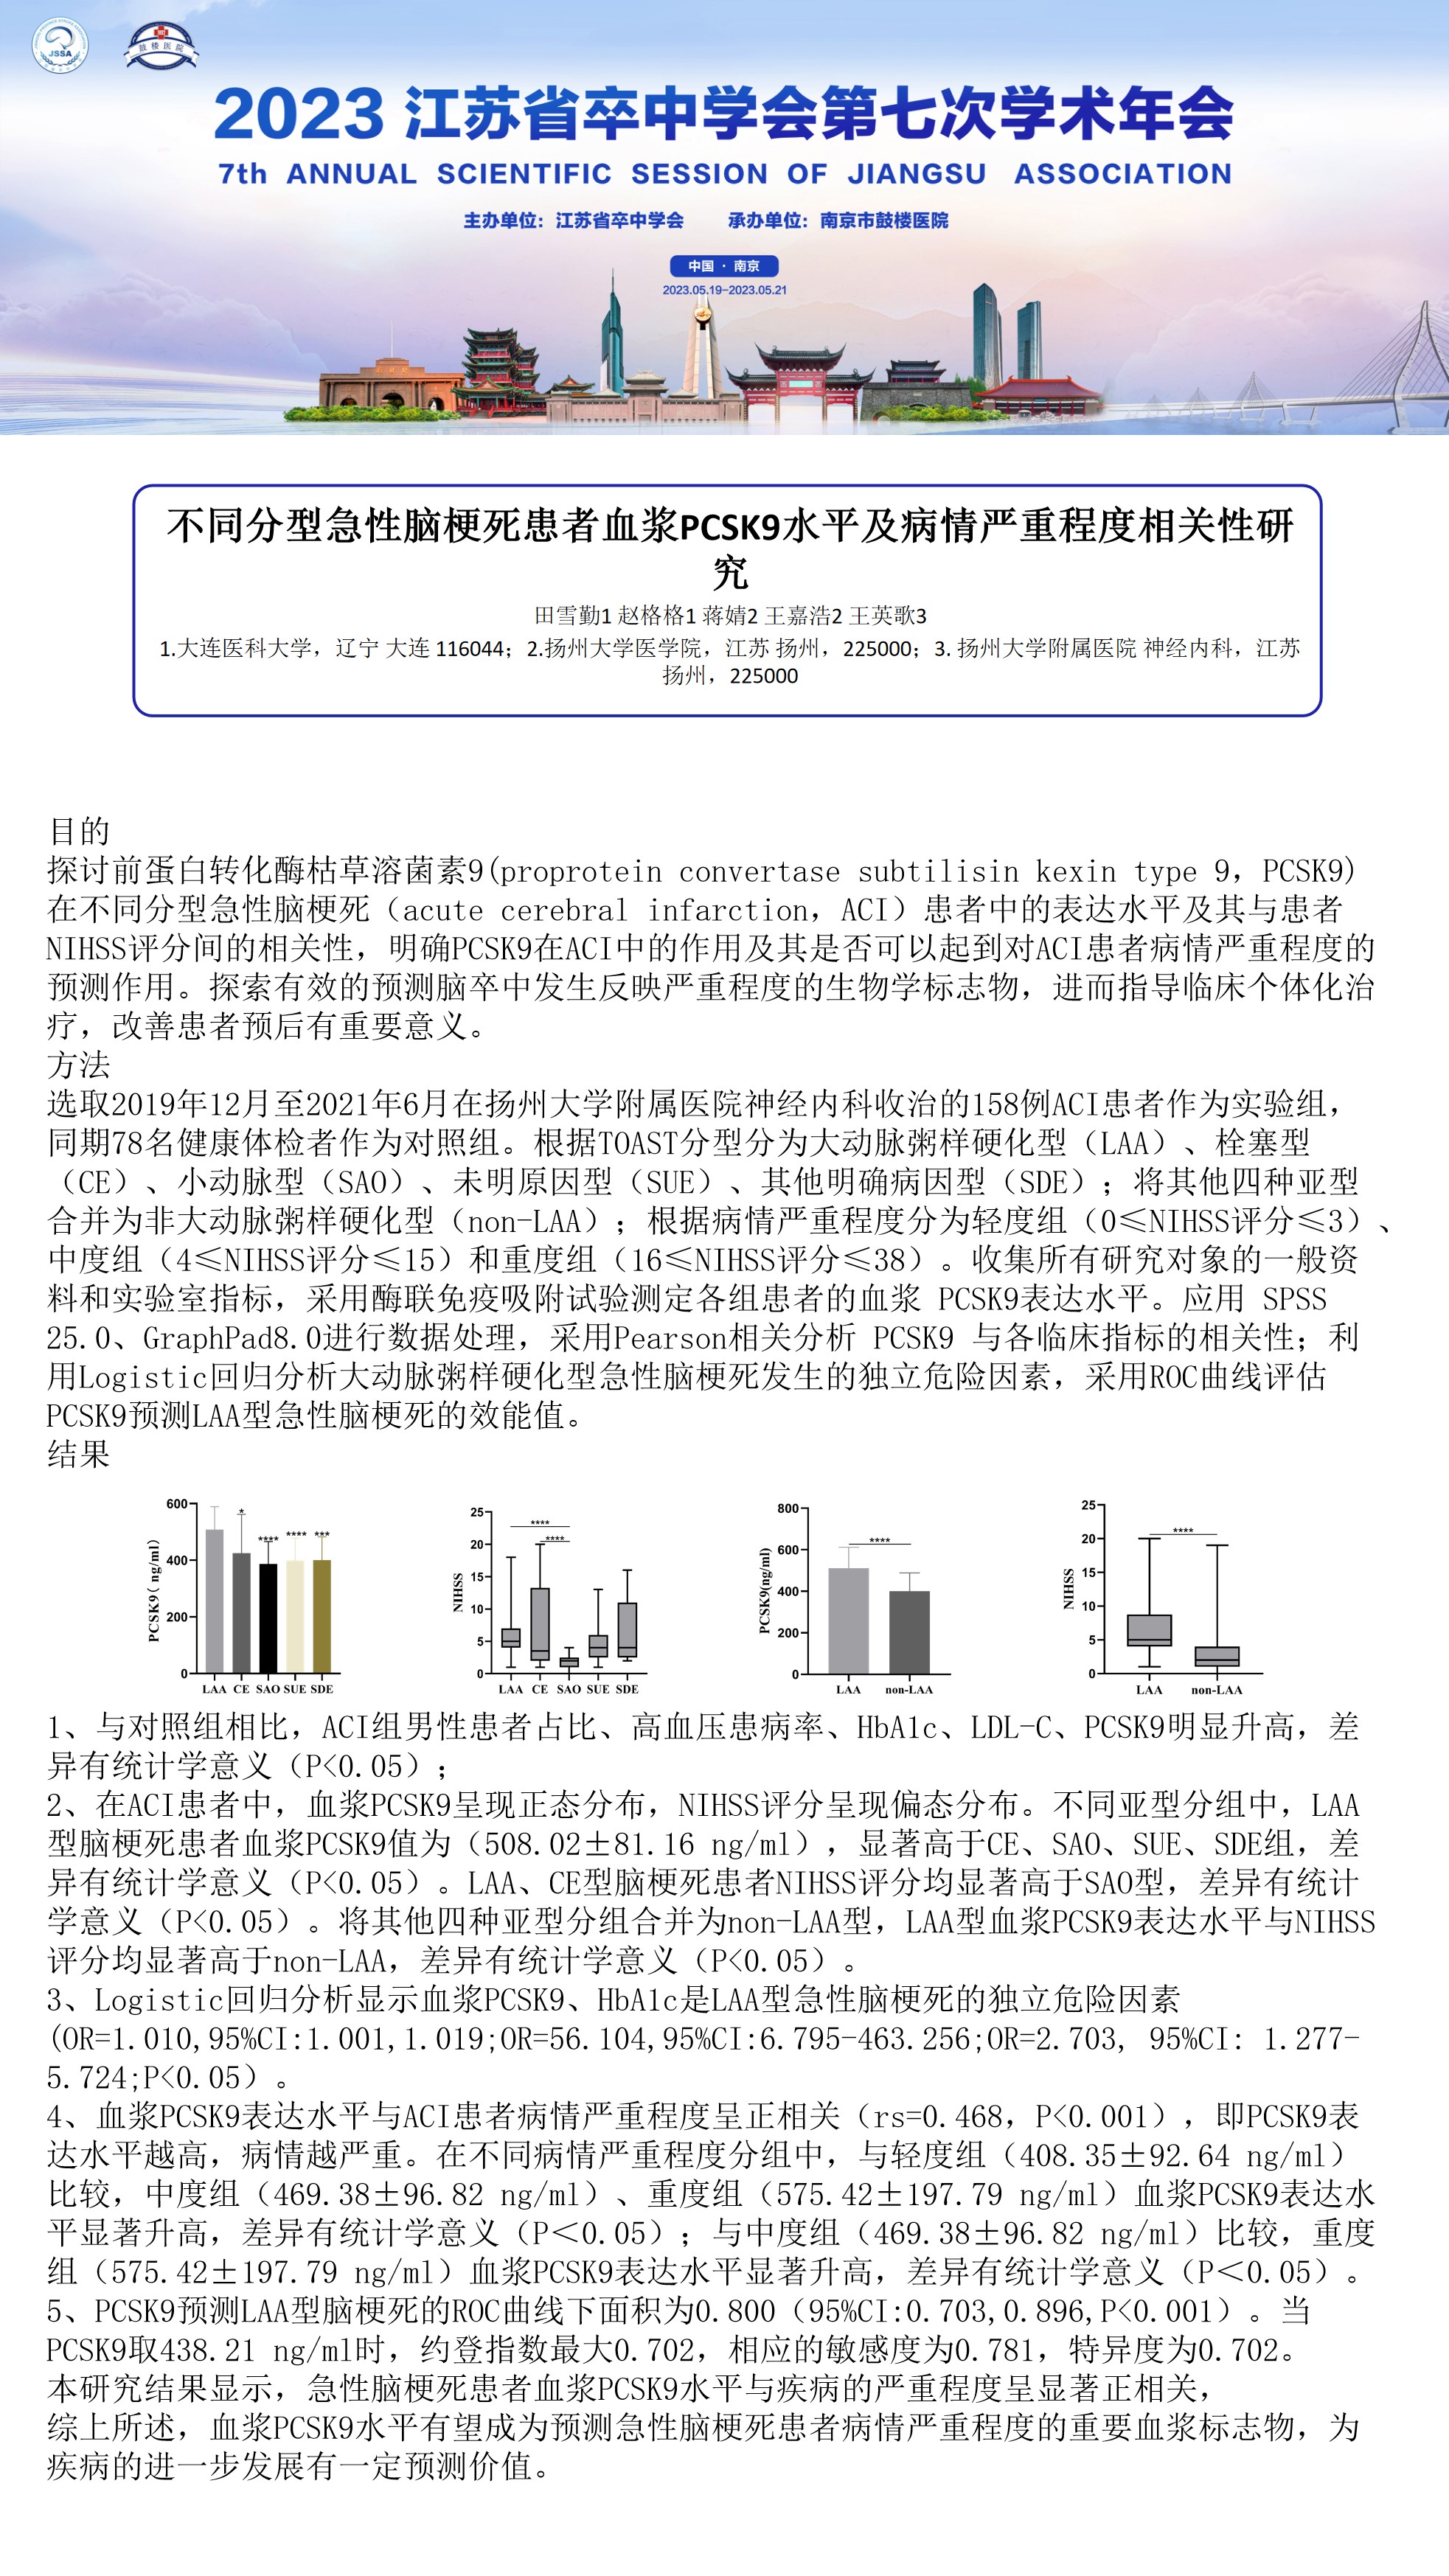 JSSA
鼓楼医院
2023 江苏省卒中学会第七次学术年会
7th ANNUAL SCIENTIFIC SESSION OF JIANGSU ASSOCIATION
主办单位：江苏省卒中学会 承办单位：南京市鼓楼医院
中国 · 南京
2023.05.19-2023.05.21
不同分型急性脑梗死患者血浆PCSK9水平及病情严重程度相关性研
究
田雪勤1 赵格格1 蒋婧2 王嘉浩2 王英歌3
1.大连医科大学，辽宁 大连 116044；2.扬州大学医学院，江苏 扬州，225000；3. 扬州大学附属医院 神经内科，江苏
扬州，225000
目的
探讨前蛋白转化酶枯草溶菌素9(proprotein convertase subtilisin kexin type 9，PCSK9)
在不同分型急性脑梗死（acute cerebral infarction，ACI）患者中的表达水平及其与患者
NIHSS评分间的相关性，明确PCSK9在ACI中的作用及其是否可以起到对ACI患者病情严重程度的
预测作用。探索有效的预测脑卒中发生反映严重程度的生物学标志物，进而指导临床个体化治
疗，改善患者预后有重要意义。
方法
选取2019年12月至2021年6月在扬州大学附属医院神经内科收治的158例ACI患者作为实验组，
同期78名健康体检者作为对照组。根据TOAST分型分为大动脉粥样硬化型（LAA）、栓塞型
（CE）、小动脉型（SAO）、未明原因型（SUE）、其他明确病因型（SDE）；将其他四种亚型
合并为非大动脉粥样硬化型（non-LAA）；根据病情严重程度分为轻度组（0≤NIHSS评分≤3）、
中度组（4≤NIHSS评分≤15）和重度组（16≤NIHSS评分≤38）。收集所有研究对象的一般资
料和实验室指标，采用酶联免疫吸附试验测定各组患者的血浆 PCSK9表达水平。应用 SPSS
25.0、GraphPad8.0进行数据处理，采用Pearson相关分析 PCSK9 与各临床指标的相关性；利
用Logistic回归分析大动脉粥样硬化型急性脑梗死发生的独立危险因素，采用ROC曲线评估
PCSK9预测LAA型急性脑梗死的效能值。
结果
PCSK9（ ng/ml）
600
400
200
0
* **** **** ***
LAA CE SAO SUE SDE
NIHSS
25
20
15
10
5
0
****
****
LAA CE SAO SUE SDE
PCSK9(ng/ml)
800
600
400
200
0
****
LAA non-LAA
NIHSS
25
20
15
10
5
0
****
LAA non-LAA
1、与对照组相比，ACI组男性患者占比、高血压患病率、HbA1c、LDL-C、PCSK9明显升高，差
异有统计学意义（P<0.05）；
2、在ACI患者中，血浆PCSK9呈现正态分布，NIHSS评分呈现偏态分布。不同亚型分组中，LAA
型脑梗死患者血浆PCSK9值为（508.02±81.16 ng/ml），显著高于CE、SAO、SUE、SDE组，差
异有统计学意义（P<0.05）。LAA、CE型脑梗死患者NIHSS评分均显著高于SAO型，差异有统计
学意义（P<0.05）。将其他四种亚型分组合并为non-LAA型，LAA型血浆PCSK9表达水平与NIHSS
评分均显著高于non-LAA，差异有统计学意义（P<0.05）。
3、Logistic回归分析显示血浆PCSK9、HbA1c是LAA型急性脑梗死的独立危险因素
(OR=1.010,95%CI:1.001,1.019;OR=56.104,95%CI:6.795-463.256;OR=2.703, 95%CI: 1.277-
5.724;P<0.05）。
4、血浆PCSK9表达水平与ACI患者病情严重程度呈正相关（rs=0.468，P<0.001），即PCSK9表
达水平越高，病情越严重。在不同病情严重程度分组中，与轻度组（408.35±92.64 ng/ml）
比较，中度组（469.38±96.82 ng/ml）、重度组（575.42±197.79 ng/ml）血浆PCSK9表达水
平显著升高，差异有统计学意义（P＜0.05）；与中度组（469.38±96.82 ng/ml）比较，重度
组（575.42±197.79 ng/ml）血浆PCSK9表达水平显著升高，差异有统计学意义（P＜0.05）。
5、PCSK9预测LAA型脑梗死的ROC曲线下面积为0.800（95%CI:0.703,0.896,P<0.001）。当
PCSK9取438.21 ng/ml时，约登指数最大0.702，相应的敏感度为0.781，特异度为0.702。
本研究结果显示，急性脑梗死患者血浆PCSK9水平与疾病的严重程度呈显著正相关，
综上所述，血浆PCSK9水平有望成为预测急性脑梗死患者病情严重程度的重要血浆标志物，为
疾病的进一步发展有一定预测价值。